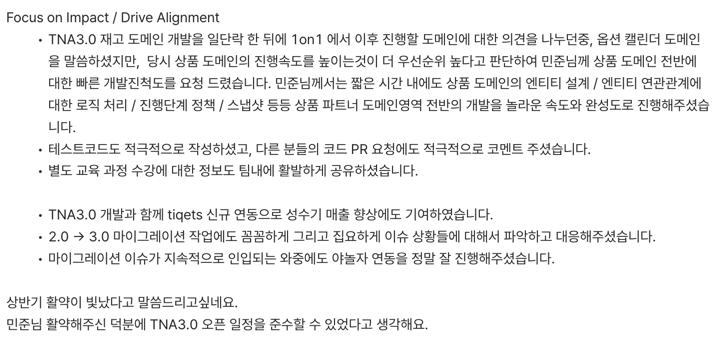 Focus on Impact / Drive Alignment
• TNA3.0 재고 도메인 개발을 일단락 한 뒤에 1on1 에서 이후 진행할 도메인에 대한 의견을 나누던중, 옵션 캘린더 도메인
을 말씀하셨지만,  당시 상품 도메인의 진행속도를 높이는것이 더 우선순위 높다고 판단하여 민준님께 상품 도메인 전반에
대한 빠른 개발진척도를 요청 드렸습니다. 민준님께서는 짧은 시간 내에도 상품 도메인의 엔티티 설계 / 엔티티 연관관계에
대한 로직 처리 / 진행단계 정책 / 스냅샷 등등 상품 파트너 도메인영역 전반의 개발을 놀라운 속도와 완성도로 진행해주셨습
니다.
• 테스트코드도 적극적으로 작성하셨고, 다른 분들의 코드 PR 요청에도 적극적으로 코멘트 주셨습니다.
• 별도 교육 과정 수강에 대한 정보도 팀내에 활발하게 공유하셨습니다.
• TNA3.0 개발과 함께 tiqets 신규 연동으로 성수기 매출 향상에도 기여하였습니다.
• 2.0 → 3.0 마이그레이션 작업에도 꼼꼼하게 그리고 집요하게 이슈 상황들에 대해서 파악하고 대응해주셨습니다.
• 마이그레이션 이슈가 지속적으로 인입되는 와중에도 야놀자 연동을 정말 잘 진행해주셨습니다.
상반기 활약이 빛났다고 말씀드리고싶네요.
민준님 활약해주신 덕분에 TNA3.0 오픈 일정을 준수할 수 있었다고 생각해요.